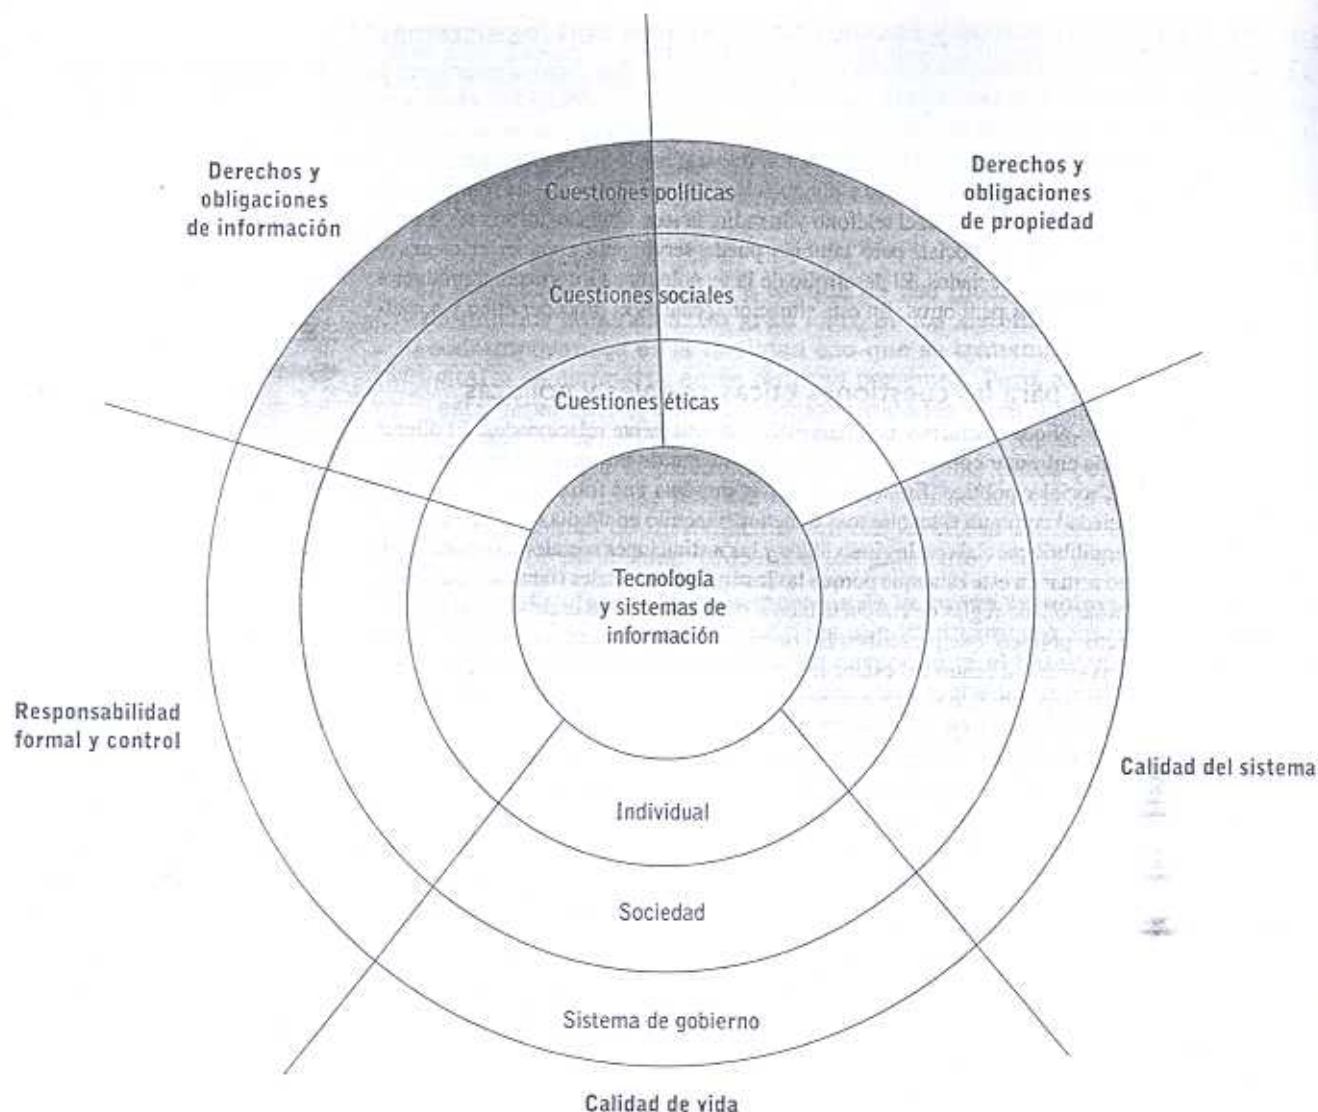 Derechos y
obligaciones
de información
Derechos y
obligaciones
de propiedad
Cuestiones políticas
Cuestiones sociales
Cuestiones éticas
Tecnología
y sistemas de
información
Responsabilidad
formal y control
Calidad del sistema
Individual
Sociedad
Sistema de gobierno
Calidad de vida